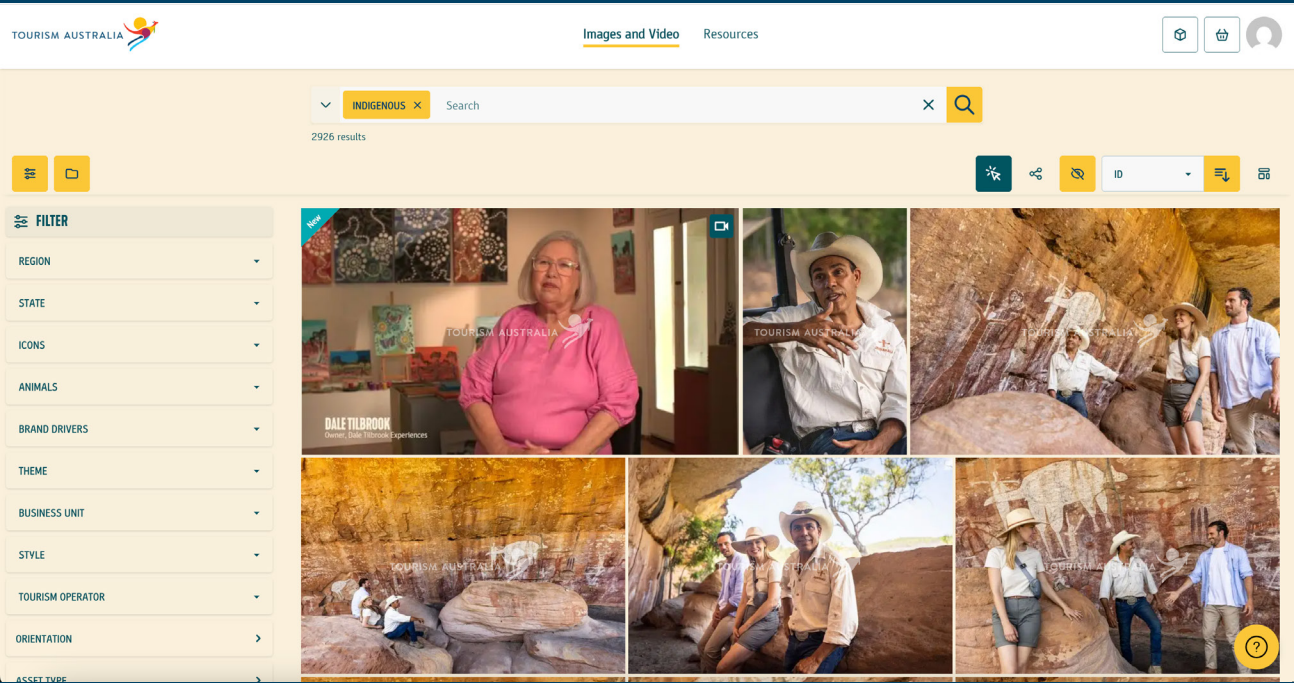 TOURISM AUSTRALIA
Images and Video
Resources
INDIGENOUS
Search
2926 results
ID
FILTER
REGION
STATE
ICONS
ANIMALS
BRAND DRIVERS
THEME
BUSINESS UNIT
STYLE
TOURISM OPERATOR
ORIENTATION
ASSET TYPE
New
TOURISM AUSTRALIA
DALE TILBROOK
Owner, Dale Tilbrook Experiences
TOURISM AUSTRALIA
TOURISM AUSTRALIA
TOURISM AUSTRALIA
TOURISM AUSTRALIA
TOURISM AUSTRALIA
?